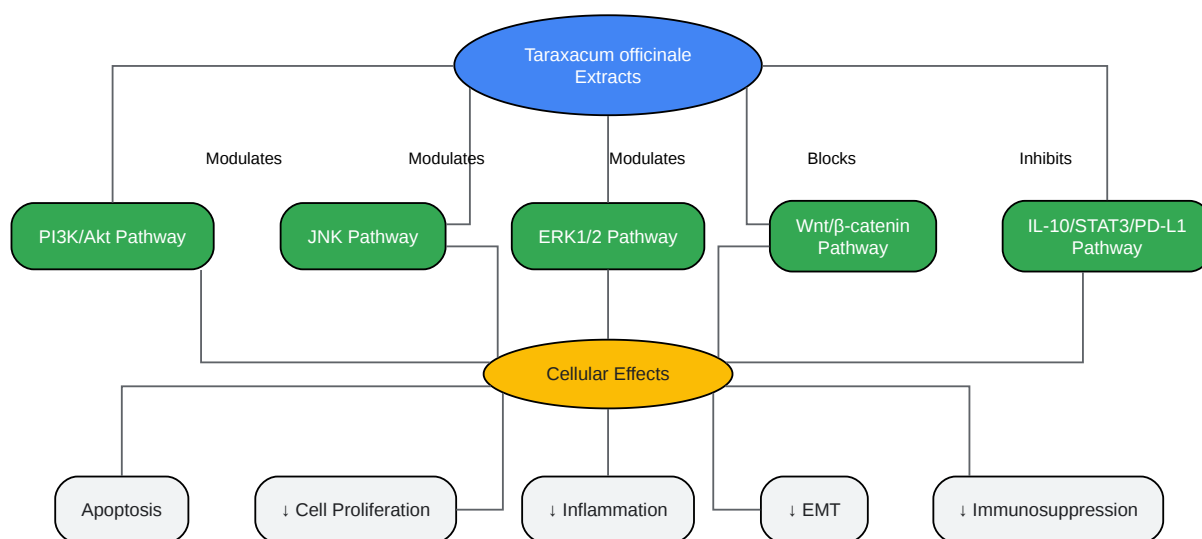 Taraxacum officinale
Extracts
Modulates
Modulates
Modulates
Blocks
Inhibits
PI3K/Akt Pathway
JNK Pathway
ERK1/2 Pathway
Wnt/β-catenin
Pathway
IL-10/STAT3/PD-L1
Pathway
Cellular Effects
Apoptosis
↓ Cell Proliferation
↓ Inflammation
↓ EMT
↓ Immunosuppression